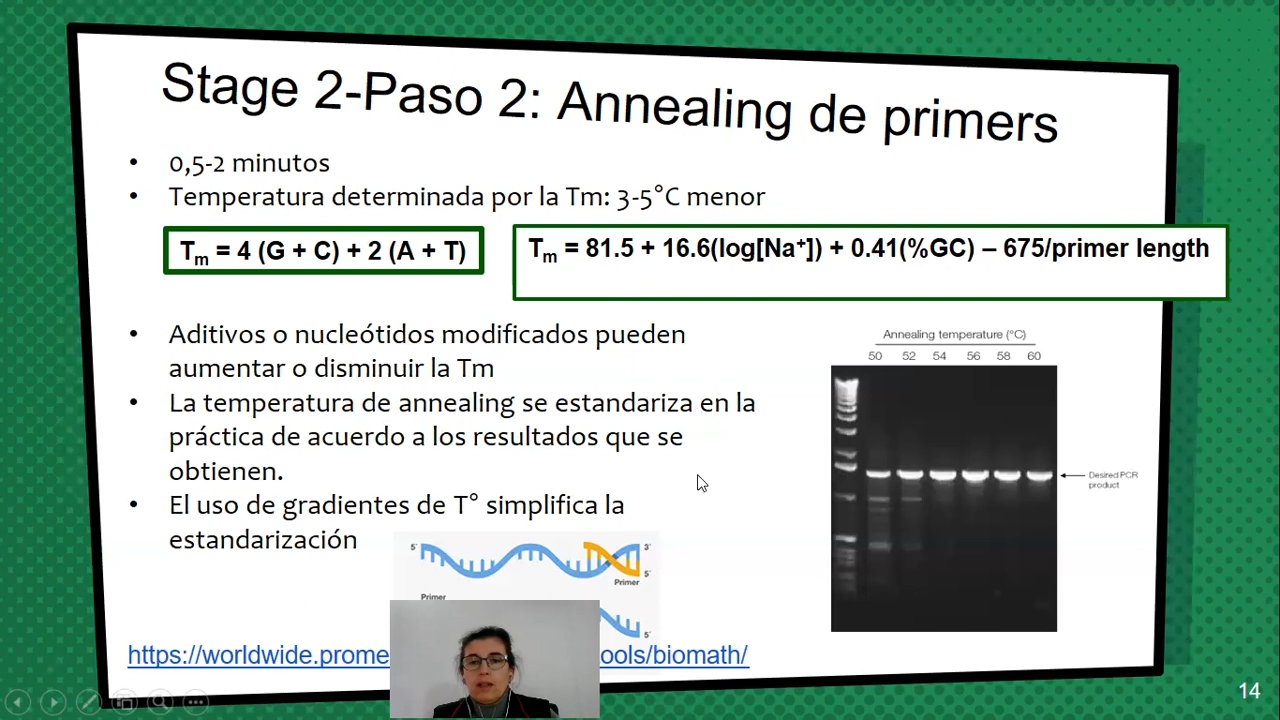 Stage 2-Paso 2: Annealing de primers
• 0,5-2 minutos
• Temperatura determinada por la Tm: 3-5°C menor
Tm = 4 (G + C) + 2 (A + T)
Tm = 81.5 + 16.6(log[Na+]) + 0.41(%GC) – 675/primer length
• Aditivos o nucleótidos modificados pueden
aumentar o disminuir la Tm
• La temperatura de annealing se estandariza en la
práctica de acuerdo a los resultados que se
obtienen.
• El uso de gradientes de T° simplifica la
estandarización
Annealing temperature (°C)
50 52 54 56 58 60
Desired PCR
product
5' 3'
5'
Primer
Primer
5'
https://worldwide.prome ools/biomath/
14